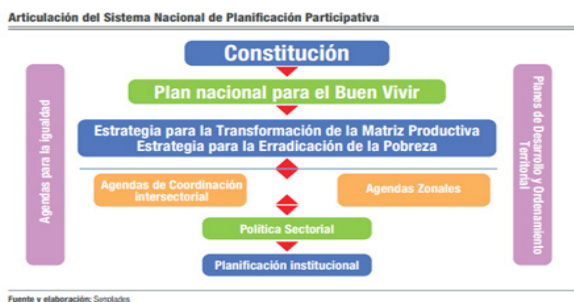 Articulación del Sistema Nacional de Planificación Participativa
Constitución
Plan nacional para el Buen Vivir
Estrategia para la Transformación de la Matriz Productiva
Estrategia para la Erradicación de la Pobreza
Agendas para la Igualdad
Agendas de Coordinación
intersectorial
Agendas Zonales
Planes de Desarrollo y Ordenamiento
Territorial
Política Sectorial
Planificación institucional
Fuente y elaboración: Senplades